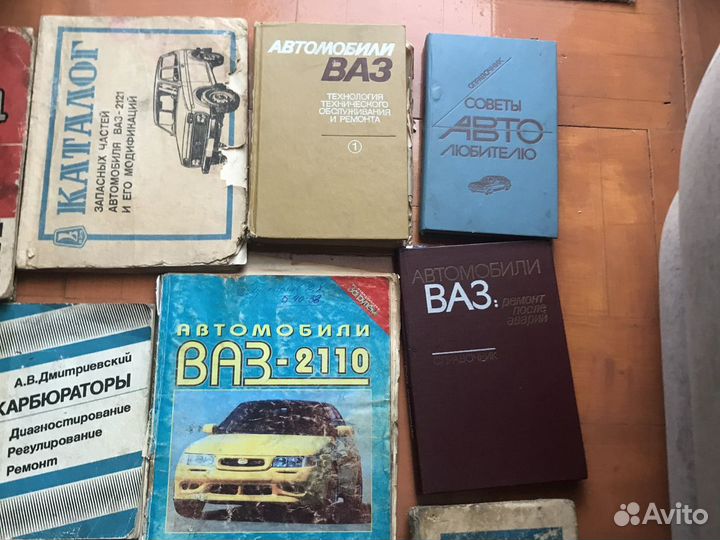 КАТАЛОГ
ЗАПАСНЫХ ЧАСТЕЙ
АВТОМОБИЛЯ ВАЗ-2121
И ЕГО МОДИФИКАЦИЙ
АВТОМОБИЛИ
ВАЗ
ТЕХНОЛОГИЯ
ТЕХНИЧЕСКОГО
ОБСЛУЖИВАНИЯ
И РЕМОНТА
1
СПРАВОЧНИК
СОВЕТЫ
АВТО
ЛЮБИТЕЛЮ
А.В.Дмитриевский
КАРБЮРАТОРЫ
Диагностирование
Регулирование
Ремонт
АВТОМОБИЛИ
ВАЗ-2110
АВТОМОБИЛИ
ВАЗ: ремонт
после
аварии
СПРАВОЧНИК
Avito